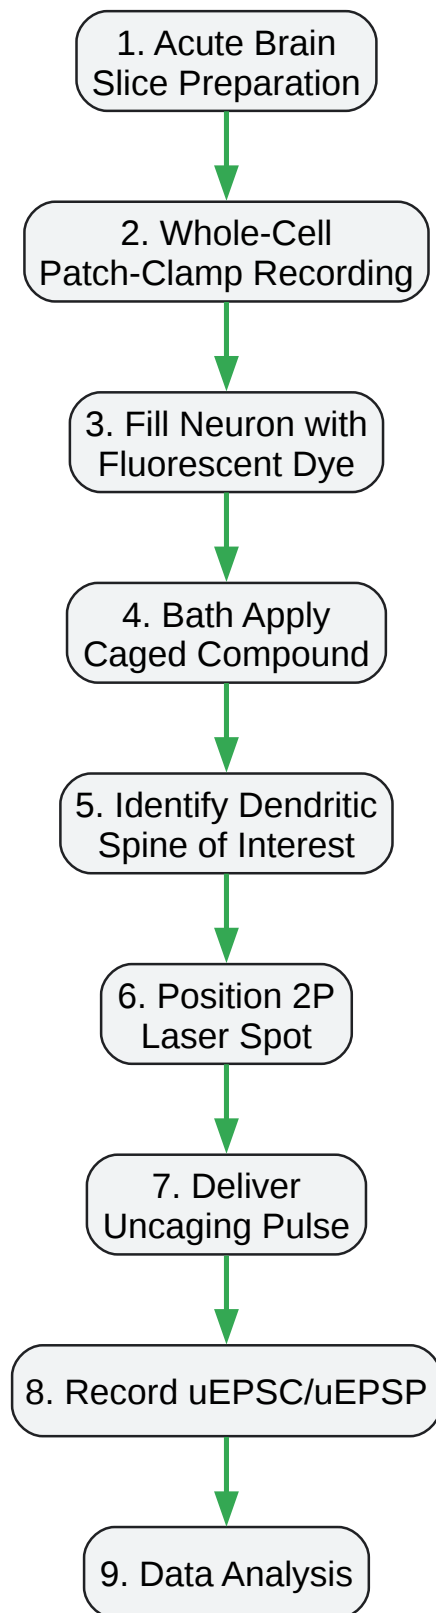 1. Acute Brain
Slice Preparation
2. Whole-Cell
Patch-Clamp Recording
3. Fill Neuron with
Fluorescent Dye
4. Bath Apply
Caged Compound
5. Identify Dendritic
Spine of Interest
6. Position 2P
Laser Spot
7. Deliver
Uncaging Pulse
8. Record uEPSC/uEPSP
9. Data Analysis